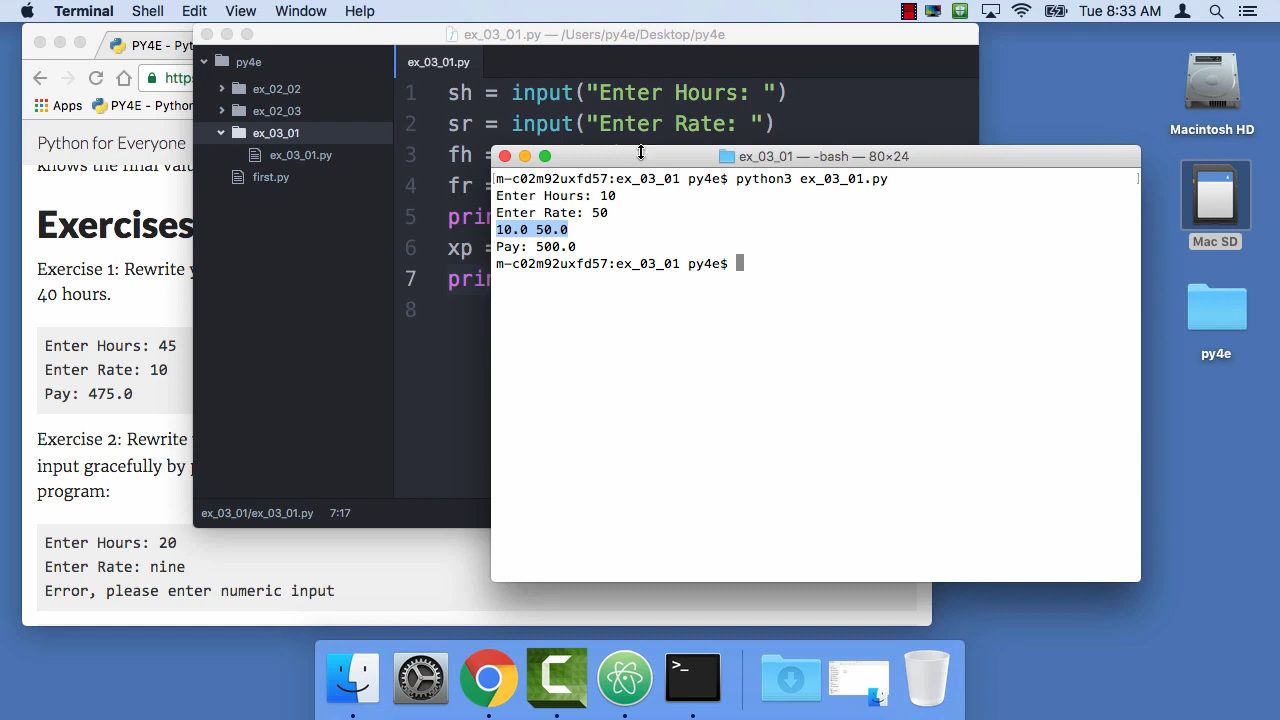 Terminal Shell Edit View Window Help Tue 8:33 AM
ex_03_01.py — /Users/py4e/Desktop/py4e
PY4E - Pyt
https
Apps PY4E - Python
Python for Everyone
knows the final
Exercises
Exercise 1: Rewrite
40 hours.
Enter Hours: 45
Enter Rate: 10
Pay: 475.0
Exercise 2: Rewrite
input gracefully by
program:
Enter Hours: 20
Enter Rate: nine
Error, please enter numeric input
py4e
ex_02_02
ex_02_03
ex_03_01
ex_03_01.py
first.py
ex_03_01/ex_03_01.py 7:17
ex_03_01.py
1 sh = input("Enter Hours: ")
2 sr = input("Enter Rate: ")
3 fh =
4 fr =
5 prin
6 xp =
7 prin
8
ex_03_01 — -bash — 80×24
m-c02m92uxfd57:ex_03_01 py4e$ python3 ex_03_01.py
Enter Hours: 10
Enter Rate: 50
10.0 50.0
Pay: 500.0
m-c02m92uxfd57:ex_03_01 py4e$
Macintosh HD
Mac SD
py4e